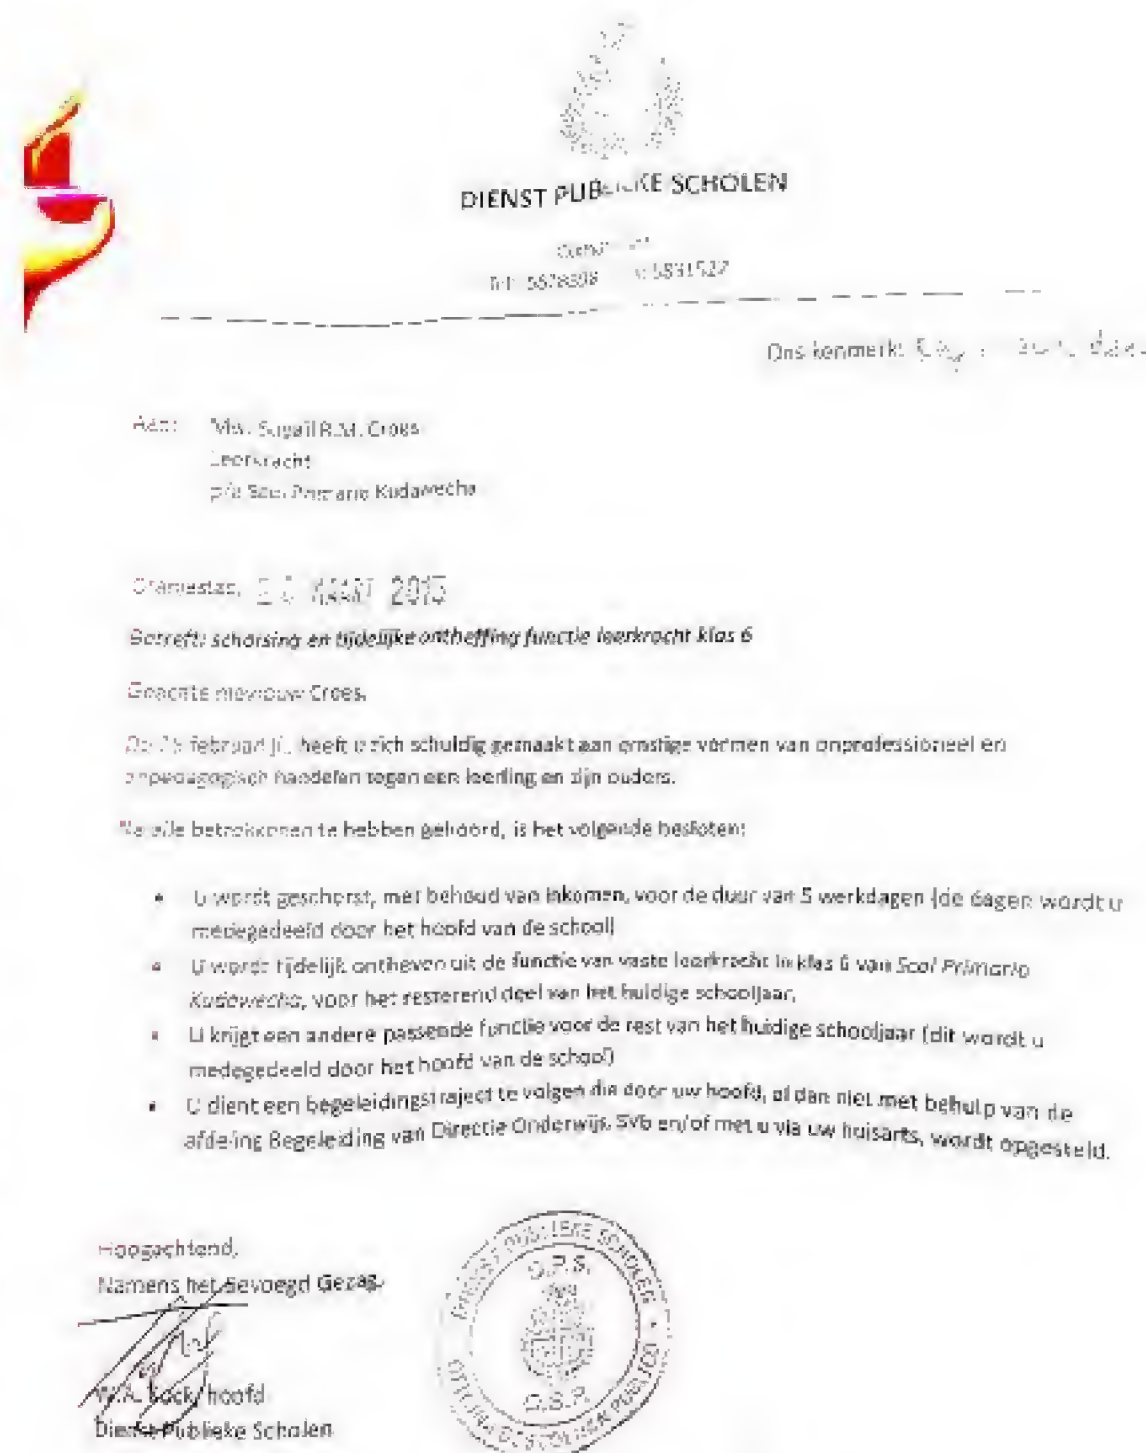 DIENST PUBLIEKE SCHOLEN
Tel: 5831527
Ons kenmerk:
Aan: Mw. R.M. Croes
Leerkracht
p/a Scol Primario Kudawecha
Oranjestad, MAART 2015
Betreft: schorsing en tijdelijke ontheffing functie leerkracht klas 6
Geachte mevrouw Croes,
Op februari jl. heeft u zich schuldig gemaakt aan ernstige vormen van onprofessioneel en
onpedagogisch handelen tegen een leerling en zijn ouders.
Na alle betrokkenen te hebben gehoord, is het volgende besloten:
• U wordt geschorst, met behoud van inkomen, voor de duur van 5 werkdagen (de dagen wordt u
medegedeeld door het hoofd van de school)
• U wordt tijdelijk ontheven uit de functie van vaste leerkracht in klas 6 van Scol Primario
Kudawecha, voor het resterend deel van het huidige schooljaar.
• U krijgt een andere passende functie voor de rest van het huidige schooljaar (dit wordt u
medegedeeld door het hoofd van de school)
• U dient een begeleidingstraject te volgen die door uw hoofd, al dan niet met behulp van de
afdeling Begeleiding van Directie Onderwijs, SVb en/of met u via uw huisarts, wordt opgesteld.
Hoogachtend,
Namens het Bevoegd Gezag,
W.A. hoofd
Dienst Publieke Scholen
DIENST PUBLIEKE SCHOLEN
D.P.S.
O.S.P.